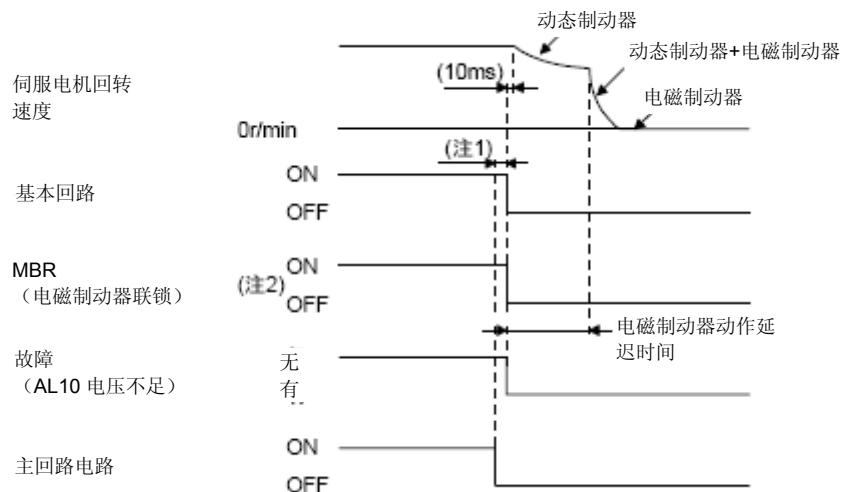 动态制动器
动态制动器+电磁制动器
(10ms)
伺服电机回转
速度
电磁制动器
0r/min
(注1)
ON
基本回路
OFF
MBR
（电磁制动器联锁）
(注2)
ON
OFF
电磁制动器动作延
迟时间
故障
（AL10 电压不足）
无
有
ON
主回路电路
OFF